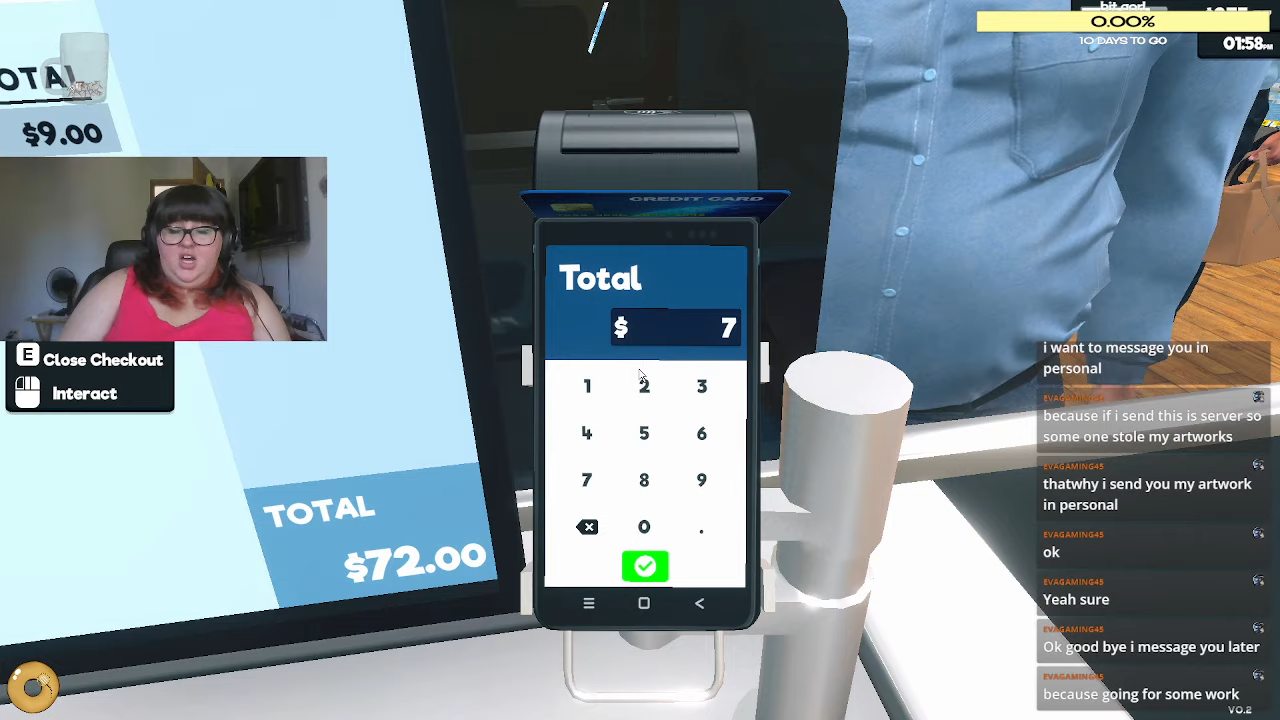 0.00%
10 DAYS TO GO
01:58PM
$9.00
CREDIT CARD
Total
$ 7
E Close Checkout
Interact
1 2 3
4 5 6
7 8 9
0 .
TOTAL
$72.00
i want to message you in
personal
EVAGAMING45
because if i send this is server so
some one stole my artworks
EVAGAMING45
thatwhy i send you my artwork
in personal
EVAGAMING45
ok
EVAGAMING45
Yeah sure
EVAGAMING45
Ok good bye i message you later
EVAGAMING45
because going for some work
V0.2